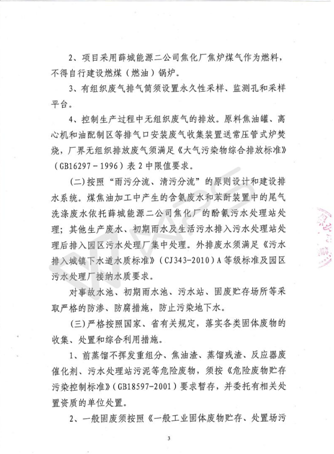 2、项目采用薛城能源二公司焦化厂焦炉煤气作为燃料，
不得自行建设燃煤（燃油）锅炉。
3、有组织废气排气筒须设置永久性采样、监测孔和采样
平台。
4、控制生产过程中无组织废气的排放。原料焦油罐、离
心机和油配制区等排气口安装废气收集装置送常压管式炉焚
烧，厂界无组织排放废气须满足《大气污染物综合排放标准》
(GB16297-1996)表2中限值要求。
(二)按照“雨污分流、清污分流”的原则设计和建设排
水系统。煤焦油加工中产生的含氨废水和苯酐装置中的尾气
洗涤废水依托薛城能源二公司焦化厂的酚氰污水处理站处
理；其他生产废水、初期雨水及生活污水排入污水处理站处
理后排入园区污水处理厂集中处理。外排废水须满足《污水
排入城镇下水道水质标准》(CJ343-2010)A等级标准及园区
污水处理厂接纳水质要求。
对事故水池、初期雨水池、污水站、固废贮存场所等采
取严格的防渗、防腐措施，防止污染地下水。
(三)严格按照国家、省有关规定，落实各类固体废物的
收集、处置和综合利用措施。
1、前蒸馏不挥发重组分、焦油渣、蒸馏残渣、反应器废
催化剂、污水处理站污泥等危险废物，须按《危险废物贮存
污染控制标准》(GB18597-2001)要求暂存，并委托有相关处
置资质的单位处置。
2、一般固废须按照《一般工业固体废物贮存、处置场污
3